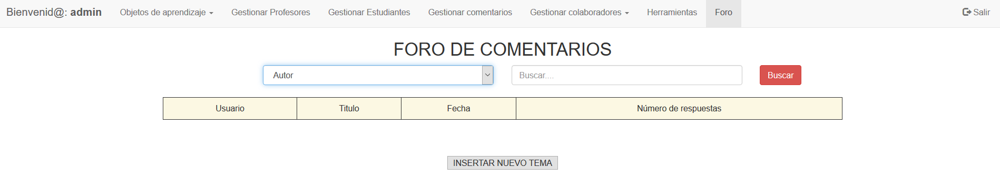 Bienvenid@: admin Objetos de aprendizaje Gestionar Profesores Gestionar Estudiantes Gestionar comentarios Gestionar colaboradores Herramientas Foro Salir
FORO DE COMENTARIOS
Autor Buscar.... Buscar
Usuario Titulo Fecha Número de respuestas
INSERTAR NUEVO TEMA